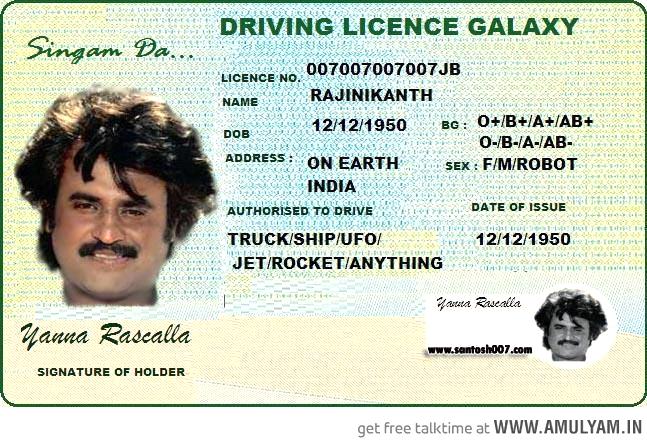 DRIVING LICENCE GALAXY
Singam Da...
LICENCE NO. 007007007007JB
NAME RAJINIKANTH
DOB 12/12/1950 BG : O+/B+/A+/AB+
O-/B-/A-/AB-
ADDRESS : ON EARTH SEX : F/M/ROBOT
INDIA
AUTHORISED TO DRIVE DATE OF ISSUE
TRUCK/SHIP/UFO/ 12/12/1950
JET/ROCKET/ANYTHING
Yanna Rascalla
Yanna Rascalla
www.santosh007.com
SIGNATURE OF HOLDER
get free talktime at WWW.AMULYAM.IN